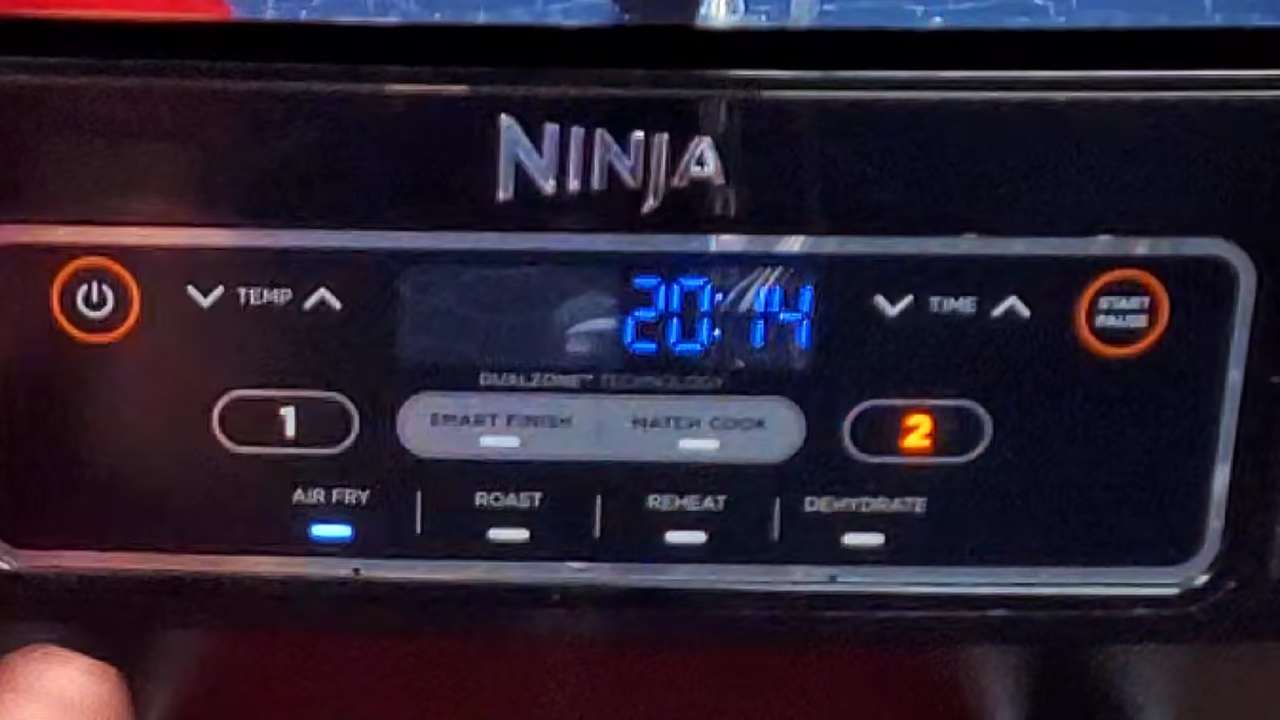 NINJA
TEMP
20:14
TIME
START
PAUSE
DUALZONE™ TECHNOLOGY
1
SMART FINISH
MATCH COOK
2
AIR FRY
ROAST
REHEAT
DEHYDRATE